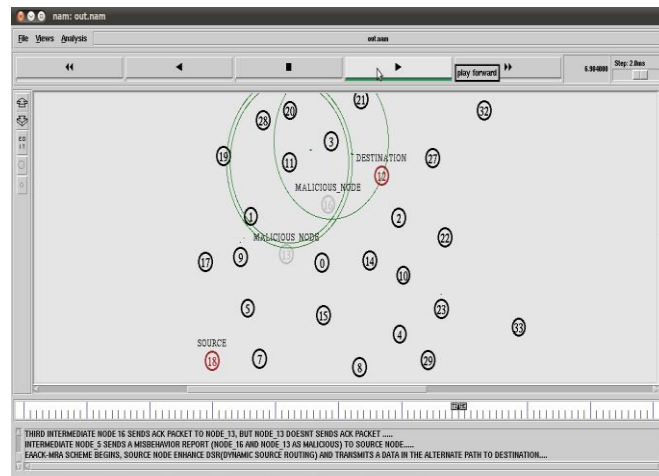 nam: out.nam
File Views Analysis
out.nam
play forward
6.984000
Step: 2.0ms
21
20
32
28
3
19
11
DESTINATION
27
12
MALICIOUS_NODE
16
1
2
MALICIOUS_NODE
22
13
9
17
0
14
10
5
23
15
33
4
SOURCE
18
7
8
29
TIME
THIRD INTERMEDIATE NODE 16 SENDS ACK PACKET TO NODE_13, BUT NODE_13 DOESNT SENDS ACK PACKET .....
INTERMEDIATE NODE_5 SENDS A MISBEHAVIOR REPORT (NODE_16 AND NODE_13 AS MALICIOUS) TO SOURCE NODE.....
EAACK-MRA SCHEME BEGINS, SOURCE NODE ENHANCE DSR(DYNAMIC SOURCE ROUTING) AND TRANSMITS A DATA IN THE ALTERNATE PATH TO DESTINATION....